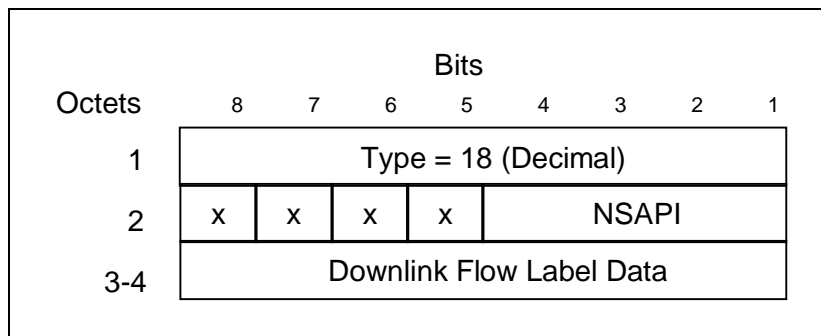 Bits
Octets 8 7 6 5 4 3 2 1
1 Type = 18 (Decimal)
2 x x x x NSAPI
3-4 Downlink Flow Label Data